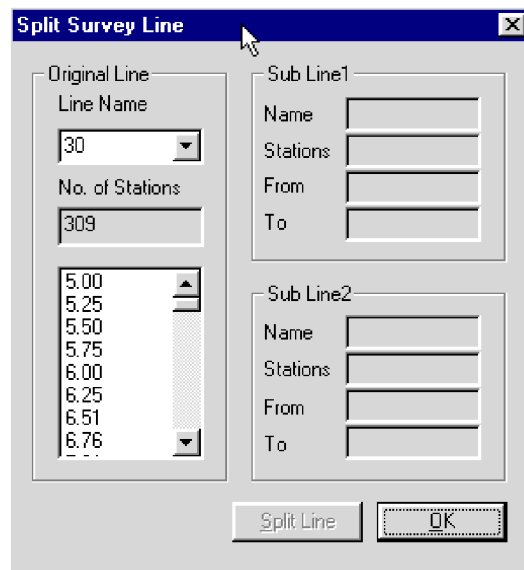 Split Survey Line
Original Line
Line Name
30
No. of Stations
309
5.00
5.25
5.50
5.75
6.00
6.25
6.51
6.76
Sub Line1
Name
Stations
From
To
Sub Line2
Name
Stations
From
To
Split Line
OK